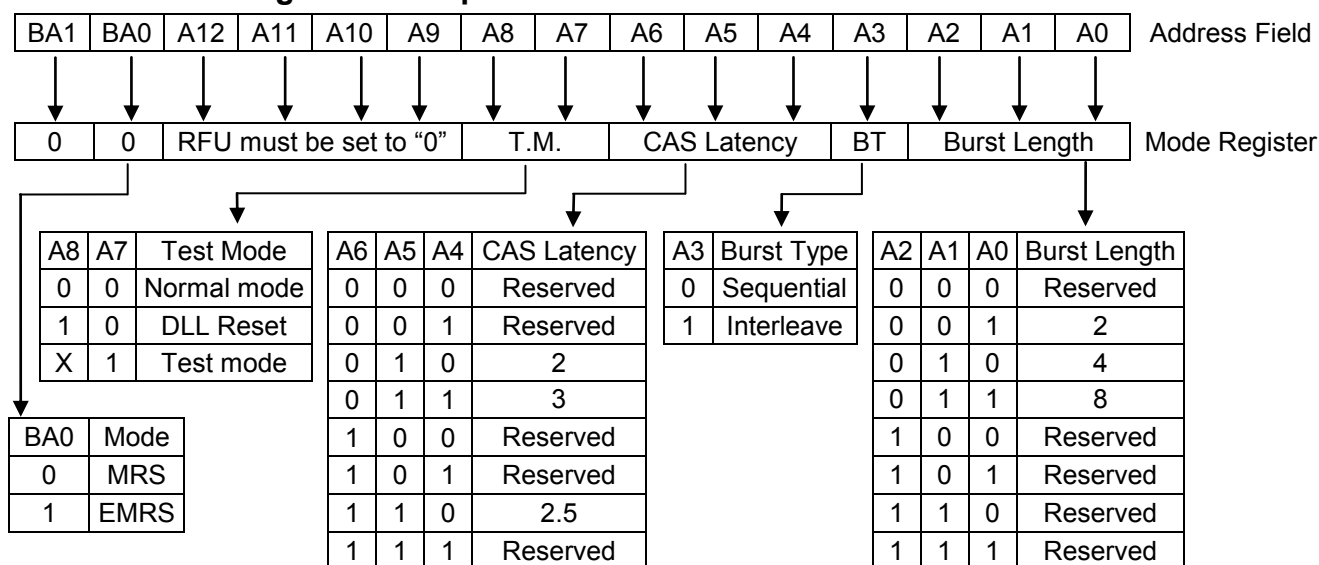 BA1 BA0 A12 A11 A10 A9 A8 A7 A6 A5 A4 A3 A2 A1 A0 Address Field
0 0 RFU must be set to “0” T.M. CAS Latency BT Burst Length Mode Register
A8 A7 Test Mode
0 0 Normal mode
1 0 DLL Reset
X 1 Test mode
BA0 Mode
0 MRS
1 EMRS
A6 A5 A4 CAS Latency
0 0 0 Reserved
0 0 1 Reserved
0 1 0 2
0 1 1 3
1 0 0 Reserved
1 0 1 Reserved
1 1 0 2.5
1 1 1 Reserved
A3 Burst Type
0 Sequential
1 Interleave
A2 A1 A0 Burst Length
0 0 0 Reserved
0 0 1 2
0 1 0 4
0 1 1 8
1 0 0 Reserved
1 0 1 Reserved
1 1 0 Reserved
1 1 1 Reserved